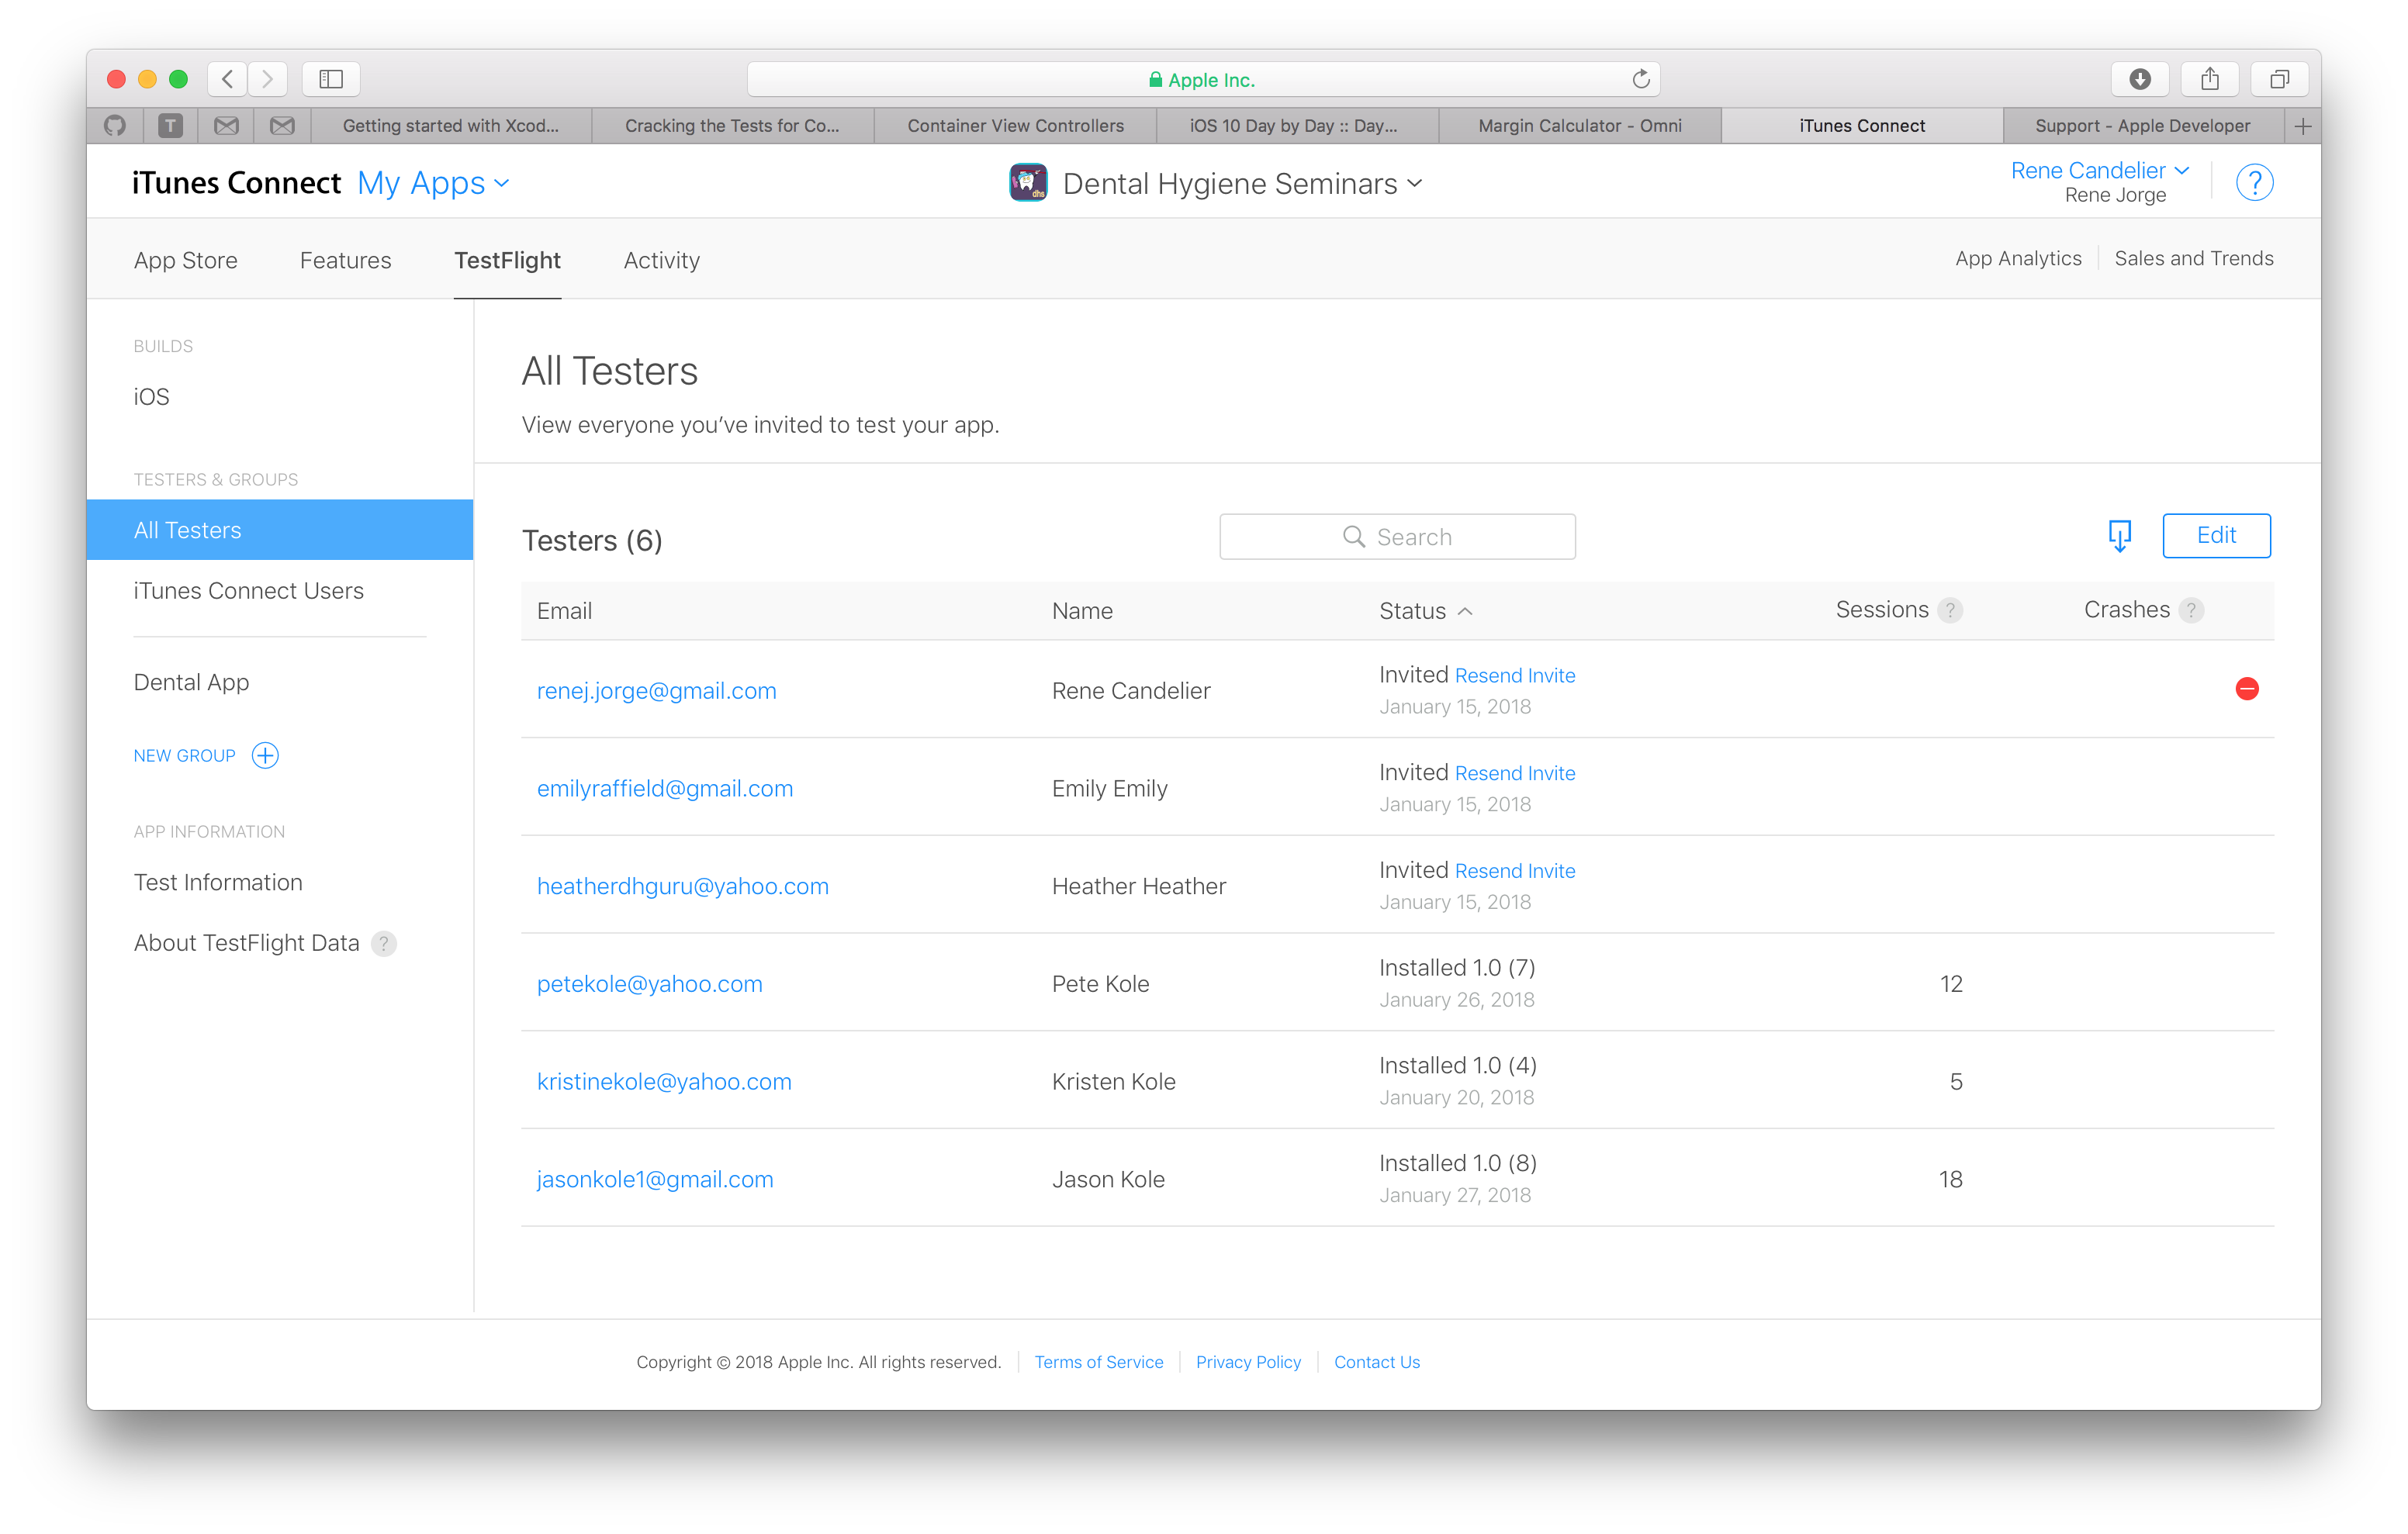 Apple Inc.
T
Getting started with Xcod...
Cracking the Tests for Co...
Container View Controllers
iOS 10 Day by Day :: Day...
Margin Calculator - Omni
iTunes Connect
Support - Apple Developer
iTunes Connect My Apps
dhs
Dental Hygiene Seminars
Rene Candelier
Rene Jorge
?
App Store
Features
TestFlight
Activity
App Analytics
Sales and Trends
BUILDS
iOS
TESTERS & GROUPS
All Testers
iTunes Connect Users
Dental App
NEW GROUP
APP INFORMATION
Test Information
About TestFlight Data ?
All Testers
View everyone you’ve invited to test your app.
Testers (6)
Search
Edit
Email Name Status Sessions ? Crashes ?
renej.jorge@gmail.com Rene Candelier Invited Resend Invite
January 15, 2018
emilyraffield@gmail.com Emily Emily Invited Resend Invite
January 15, 2018
heatherdhguru@yahoo.com Heather Heather Invited Resend Invite
January 15, 2018
petekole@yahoo.com Pete Kole Installed 1.0 (7) 12
January 26, 2018
kristinekole@yahoo.com Kristen Kole Installed 1.0 (4) 5
January 20, 2018
jasonkole1@gmail.com Jason Kole Installed 1.0 (8) 18
January 27, 2018
Copyright © 2018 Apple Inc. All rights reserved. Terms of Service Privacy Policy Contact Us